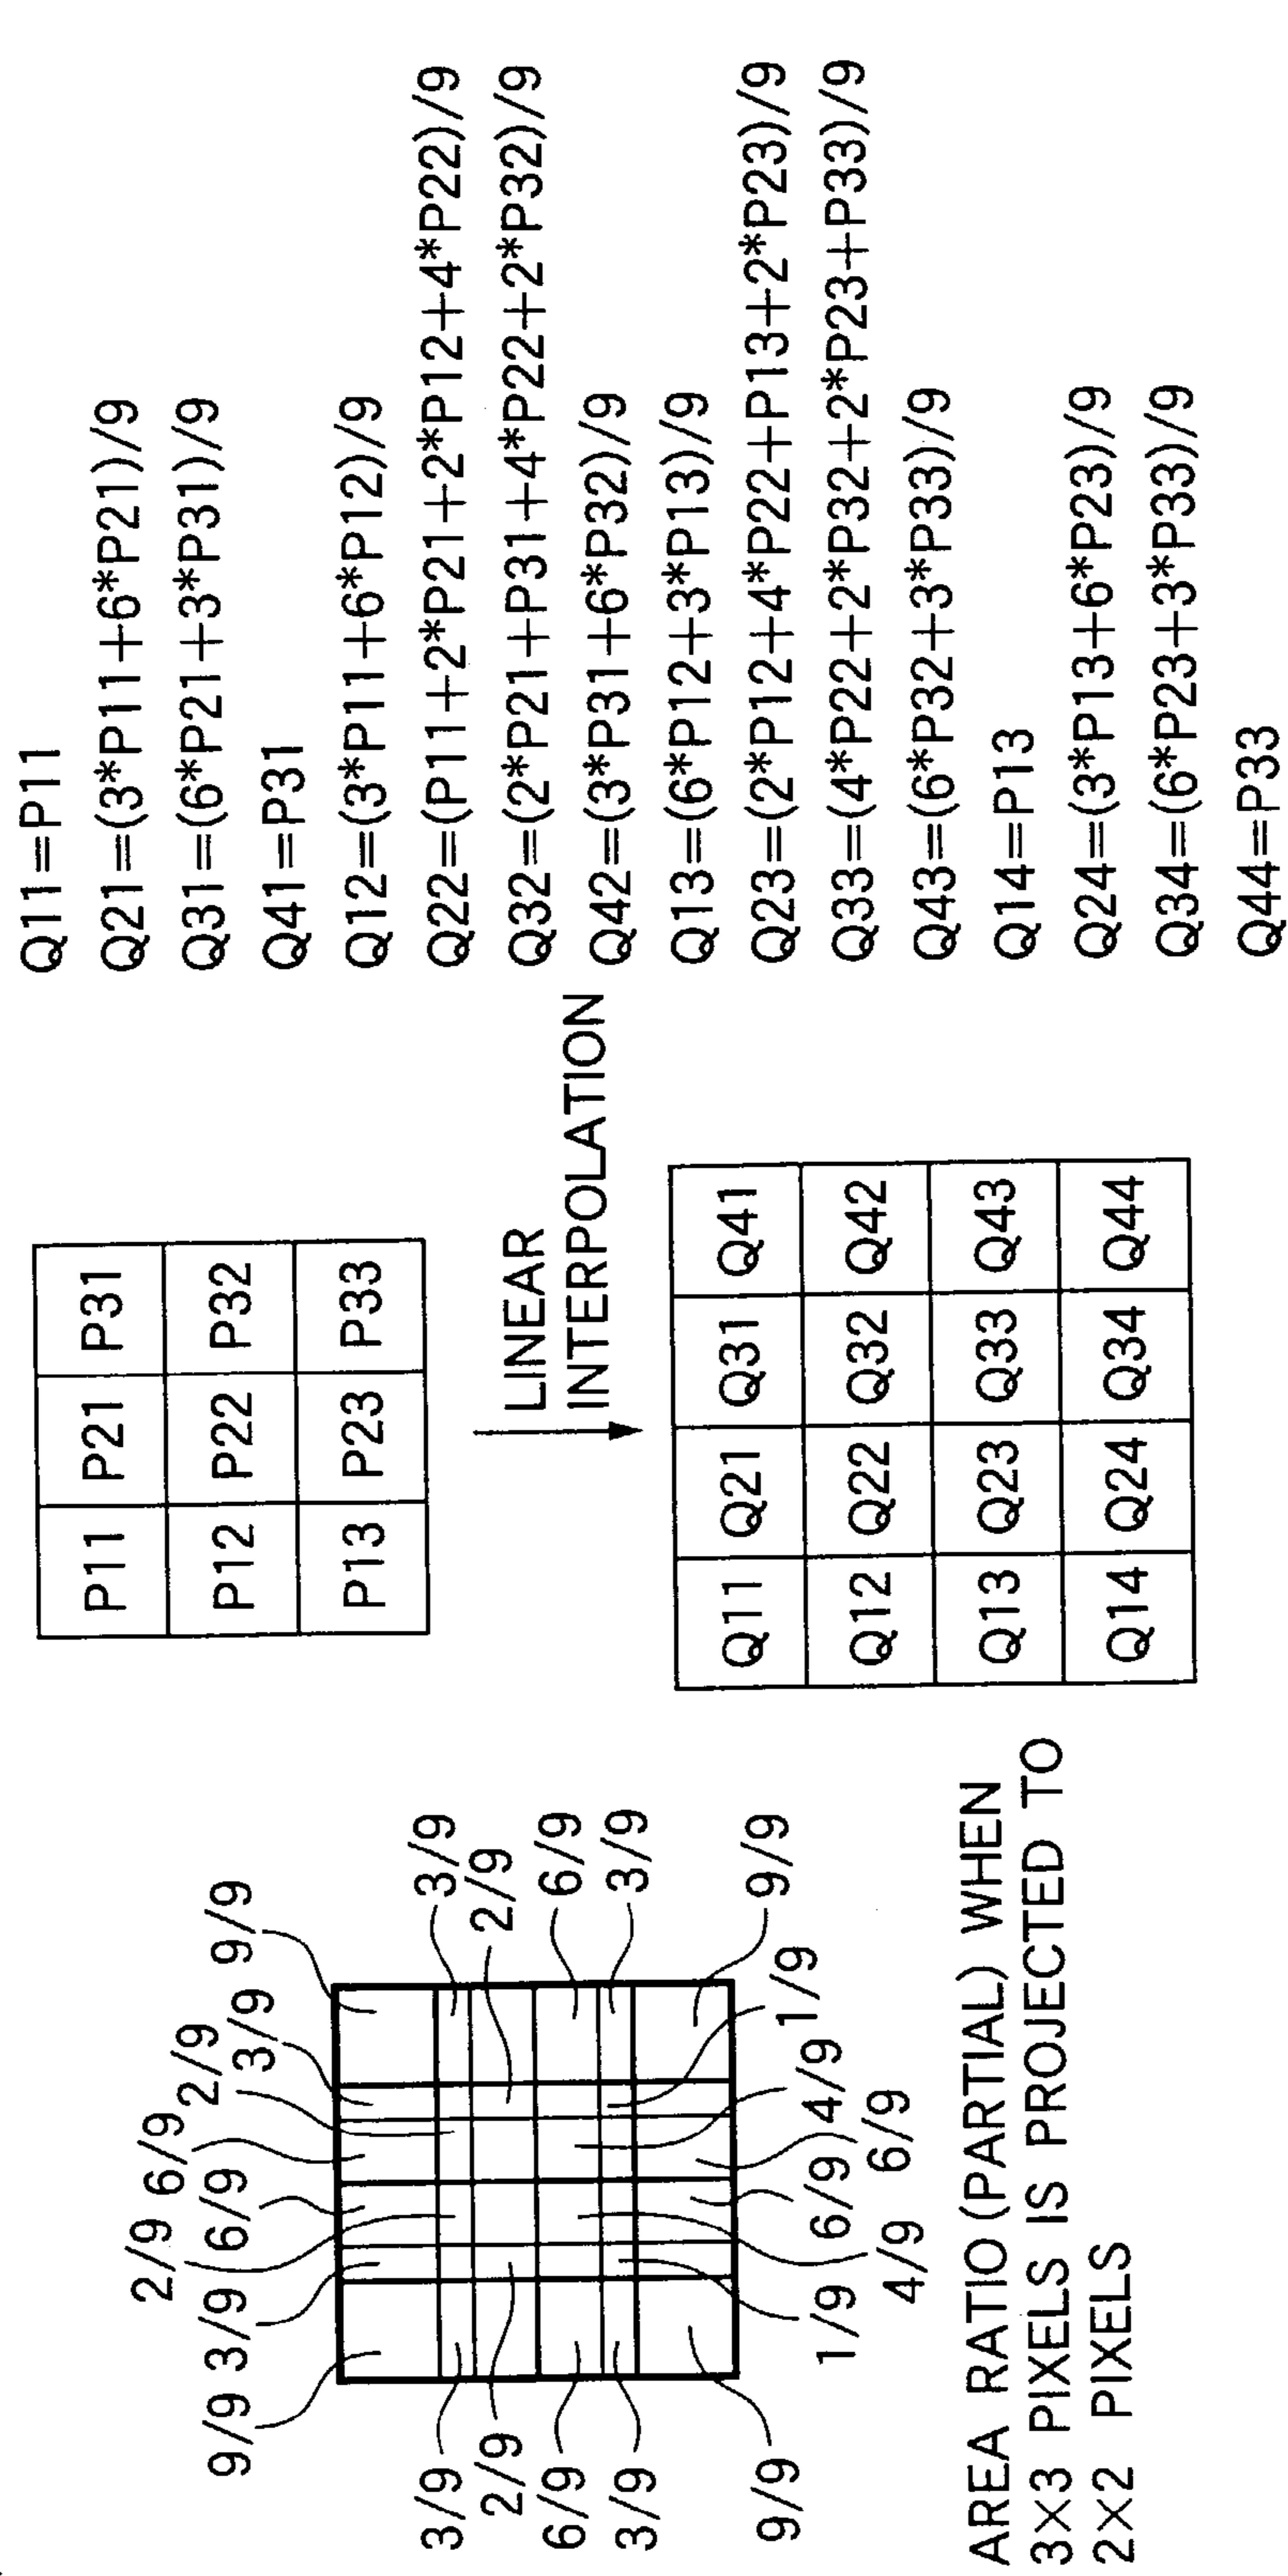 2/9 6/9 2/9
9/9 3/9 6/9 3/9 9/9
3/9 3/9
2/9 2/9
6/9 6/9
3/9 3/9
9/9 9/9
1/9 6/9 4/9 1/9
4/9 6/9
AREA RATIO (PARTIAL) WHEN
3×3 PIXELS IS PROJECTED TO
2×2 PIXELS
P11 P21 P31
P12 P22 P32
P13 P23 P33
LINEAR
INTERPOLATION
Q11 Q21 Q31 Q41
Q12 Q22 Q32 Q42
Q13 Q23 Q33 Q43
Q14 Q24 Q34 Q44
Q11=P11
Q21=(3*P11+6*P21)/9
Q31=(6*P21+3*P31)/9
Q41=P31
Q12=(3*P11+6*P12)/9
Q22=(P11+2*P21+2*P12+4*P22)/9
Q32=(2*P21+P31+4*P22+2*P32)/9
Q42=(3*P31+6*P32)/9
Q13=(6*P12+3*P13)/9
Q23=(2*P12+4*P22+P13+2*P23)/9
Q33=(4*P22+2*P32+2*P23+P33)/9
Q43=(6*P32+3*P33)/9
Q14=P13
Q24=(3*P13+6*P23)/9
Q34=(6*P23+3*P33)/9
Q44=P33